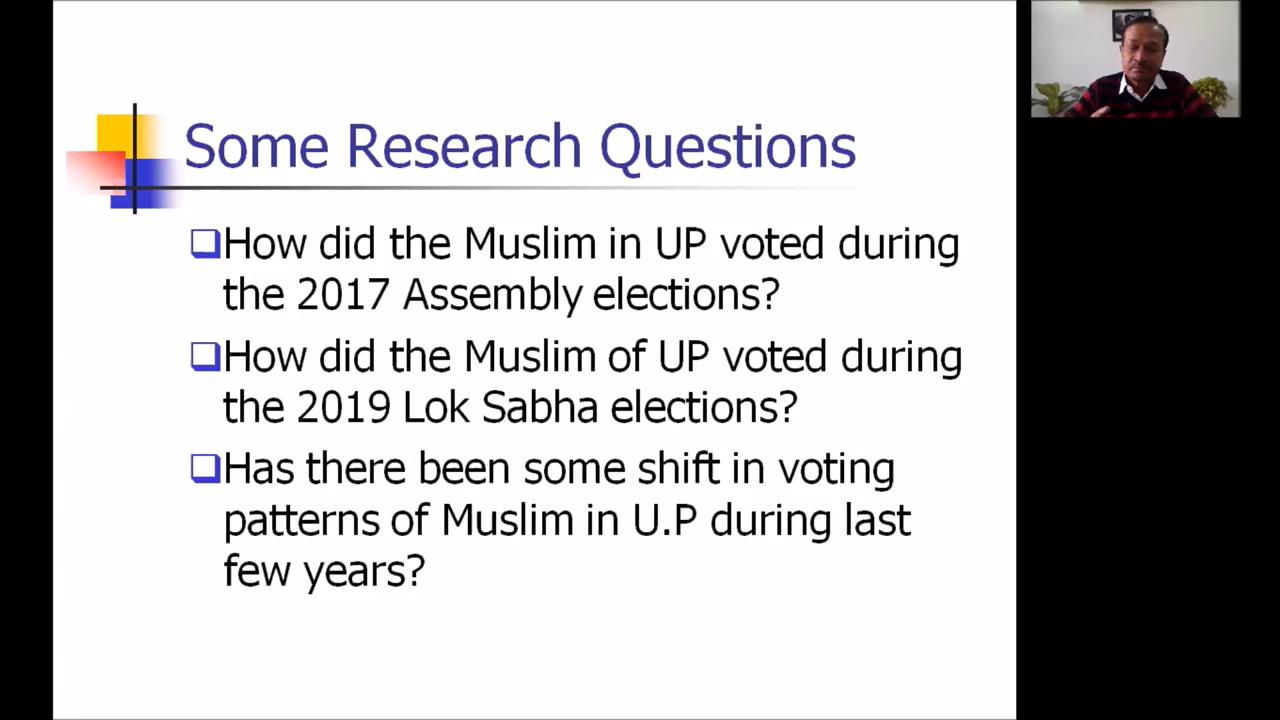 Some Research Questions
How did the Muslim in UP voted during
the 2017 Assembly elections?
How did the Muslim of UP voted during
the 2019 Lok Sabha elections?
Has there been some shift in voting
patterns of Muslim in U.P during last
few years?